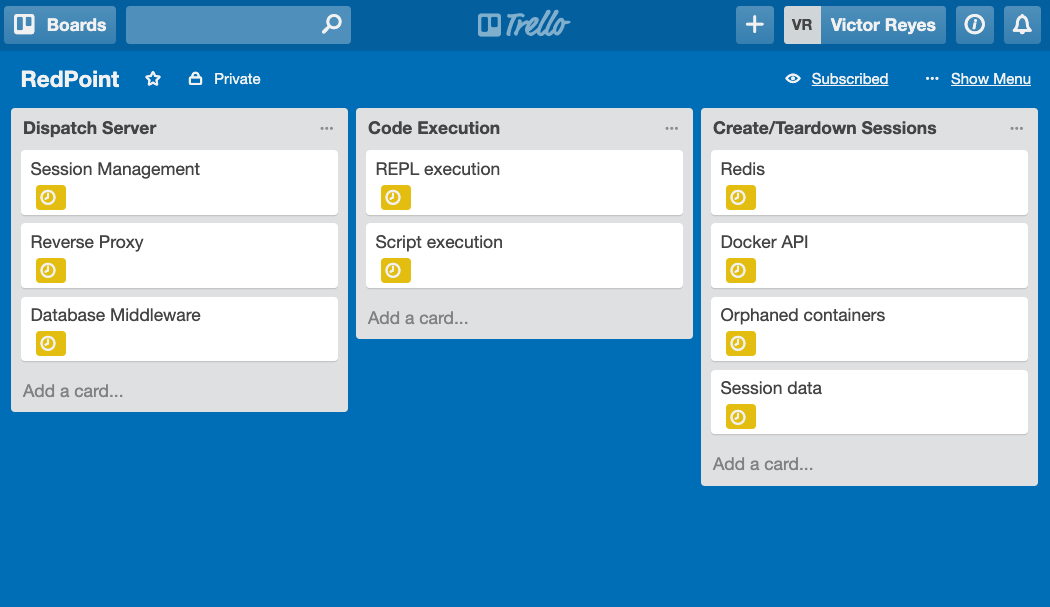 Boards
Trello
VR Victor Reyes
RedPoint
Private
Subscribed
... Show Menu
Dispatch Server ...
Session Management
Reverse Proxy
Database Middleware
Add a card...
Code Execution ...
REPL execution
Script execution
Add a card...
Create/Teardown Sessions ...
Redis
Docker API
Orphaned containers
Session data
Add a card...